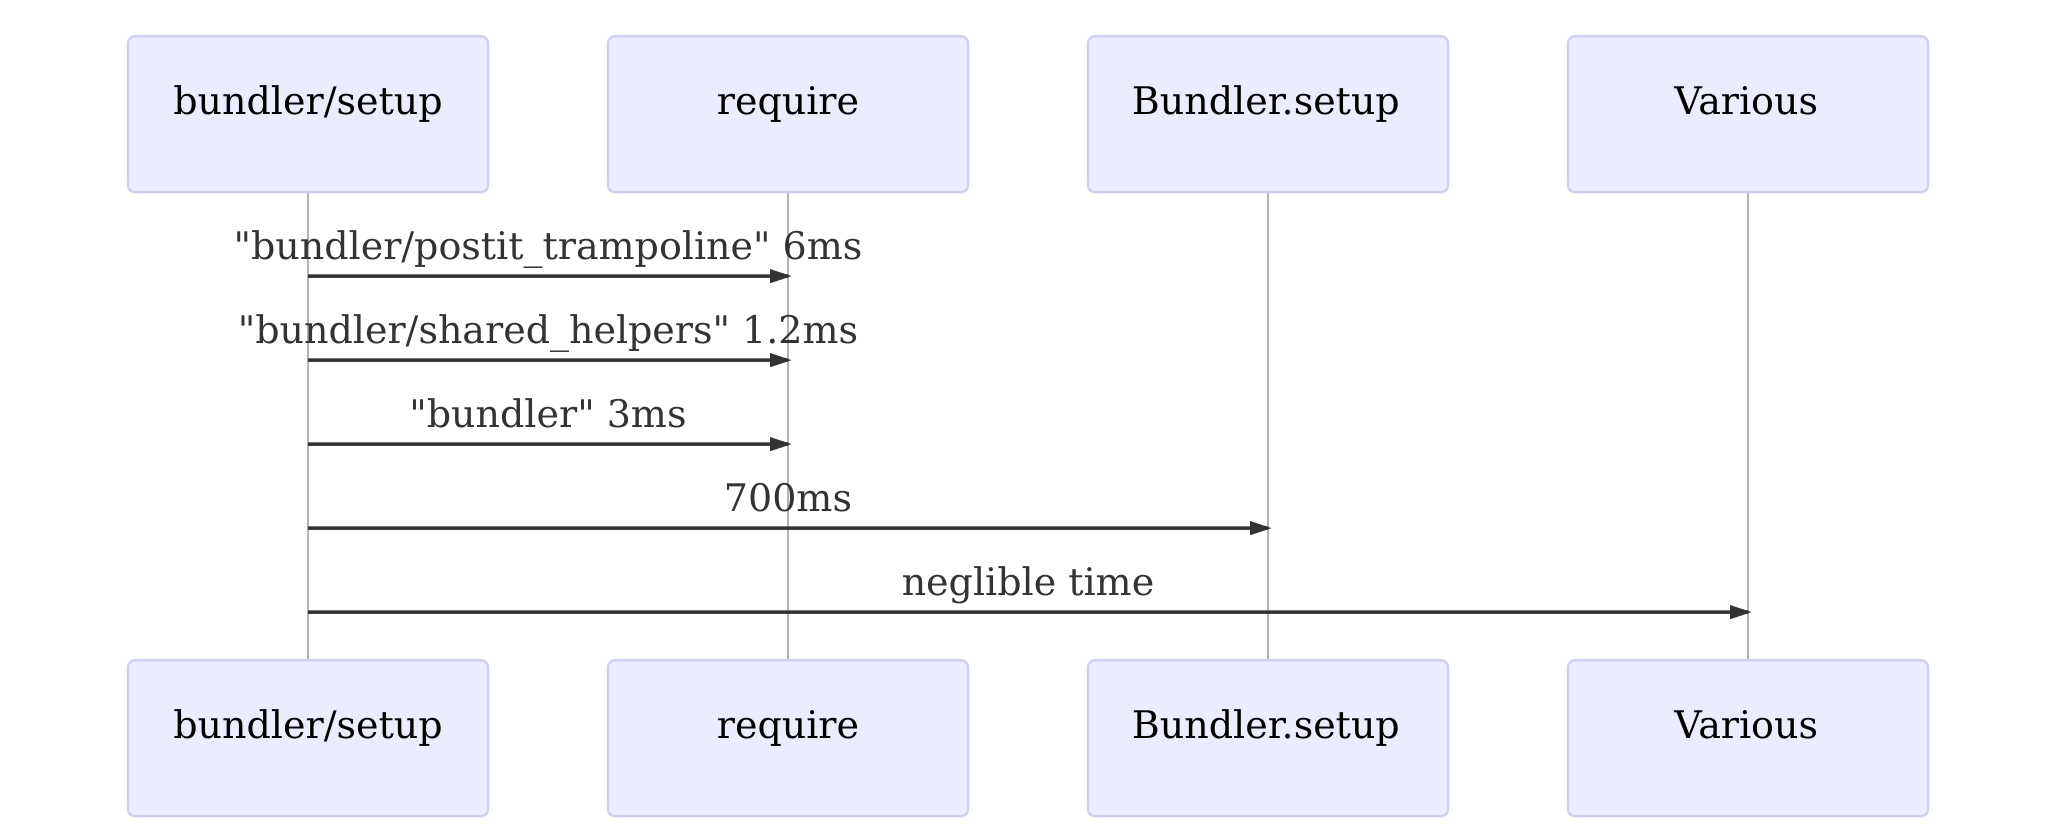 bundler/setup
require
Bundler.setup
Various
"bundler/postit_trampoline" 6ms
"bundler/shared_helpers" 1.2ms
"bundler" 3ms
700ms
neglible time
bundler/setup
require
Bundler.setup
Various